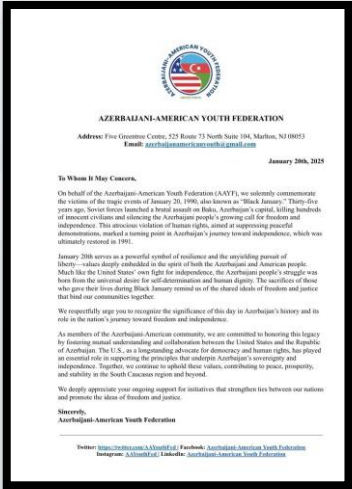 AZERBAIJANI-AMERICAN YOUTH FEDERATION
AZERBAIJANI-AMERICAN YOUTH FEDERATION
Address: Five Greentree Centre, 525 Route 73 North Suite 104, Marlton, NJ 08053
Email: azerbaijanamericanyouth@gmail.com
January 20th, 2025
To Whom It May Concern,
On behalf of the Azerbaijani-American Youth Federation (AAYF), we solemnly commemorate
the victims of the tragic events of January 20, 1990, also known as “Black January.” Thirty-five
years ago, Soviet forces launched a brutal assault on Baku, Azerbaijan’s capital, killing hundreds
of innocent civilians and silencing the Azerbaijani people’s growing call for freedom and
independence. This atrocious violation of human rights, aimed at suppressing peaceful
demonstrations, marked a turning point in Azerbaijan’s journey toward independence, which was
ultimately restored in 1991.
January 20th serves as a powerful symbol of resilience and the unyielding pursuit of
liberty—values deeply embedded in the spirit of both the Azerbaijani and American people.
Much like the United States’ own fight for independence, the Azerbaijani people’s struggle was
born from the universal desire for self-determination and human dignity. The sacrifices of those
who gave their lives during Black January remind us of the shared ideals of freedom and justice
that bind our communities together.
We respectfully urge you to recognize the significance of this day in Azerbaijan’s history and its
role in the nation’s journey toward freedom and independence.
As members of the Azerbaijani-American community, we are committed to honoring this legacy
by fostering mutual understanding and collaboration between the United States and the Republic
of Azerbaijan. The U.S., as a longstanding advocate for democracy and human rights, has played
an essential role in supporting the principles that underpin Azerbaijan’s sovereignty and
independence. Together, we continue to uphold these values, contributing to peace, prosperity,
and stability in the South Caucasus region and beyond.
We deeply appreciate your ongoing support for initiatives that strengthen ties between our nations
and promote the ideas of freedom and justice.
Sincerely,
Azerbaijani-American Youth Federation
Twitter: https://twitter.com/AAYouthFed | Facebook: Azerbaijani-American Youth Federation
Instagram: AAYouthFed | LinkedIn: Azerbaijani-American Youth Federation